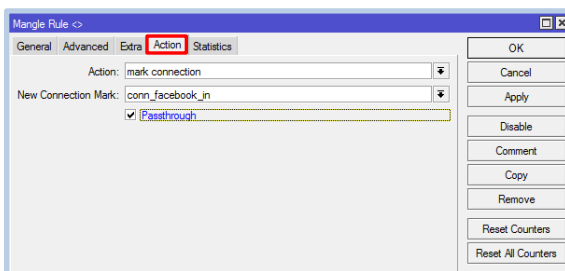 Mangle Rule <>
General Advanced Extra Action Statistics
Action: mark connection
New Connection Mark: conn_facebook_in
Passthrough
OK
Cancel
Apply
Disable
Comment
Copy
Remove
Reset Counters
Reset All Counters